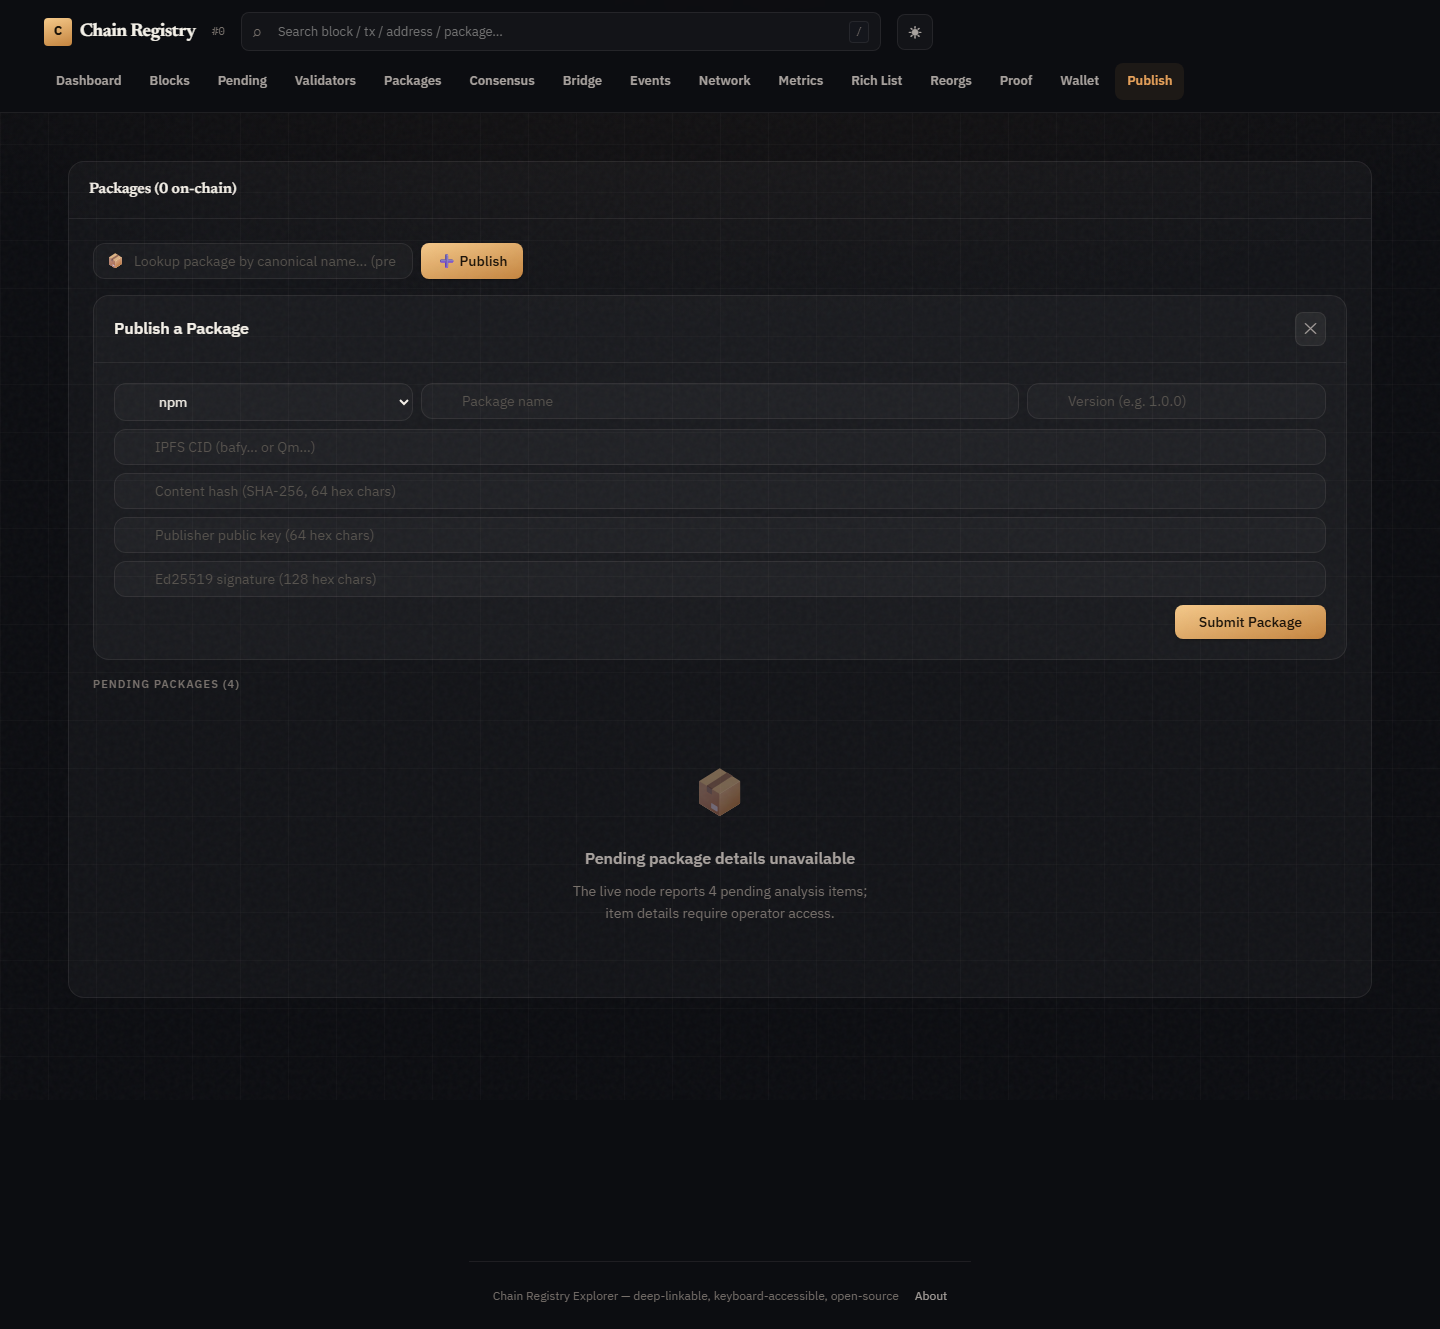 C Chain Registry #0 Search block / tx / address / package... /
Dashboard Blocks Pending Validators Packages Consensus Bridge Events Network Metrics Rich List Reorgs Proof Wallet Publish
Packages (0 on-chain)
Lookup package by canonical name... (pre
Publish
Publish a Package
npm
Package name
Version (e.g. 1.0.0)
IPFS CID (bafy... or Qm...)
Content hash (SHA-256, 64 hex chars)
Publisher public key (64 hex chars)
Ed25519 signature (128 hex chars)
Submit Package
PENDING PACKAGES (4)
Pending package details unavailable
The live node reports 4 pending analysis items;
item details require operator access.
Chain Registry Explorer — deep-linkable, keyboard-accessible, open-source About